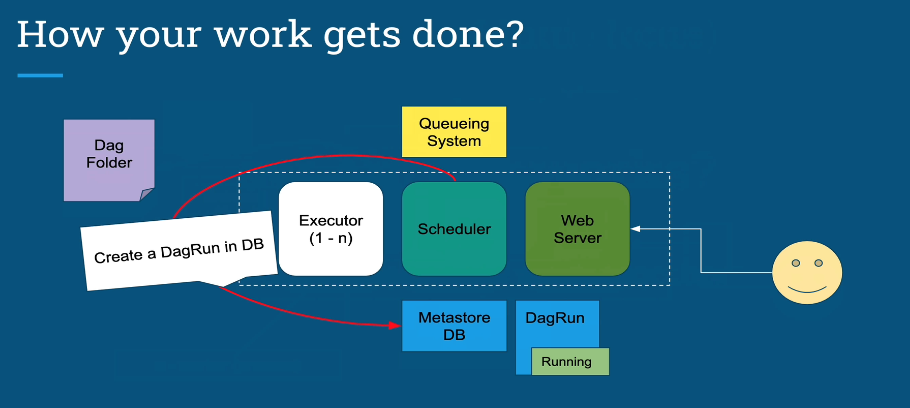 How your work gets done?
Queueing
System
Dag
Folder
Executor
(1 - n)
Scheduler
Web
Server
Create a DagRun in DB
Metastore
DB
DagRun
Running